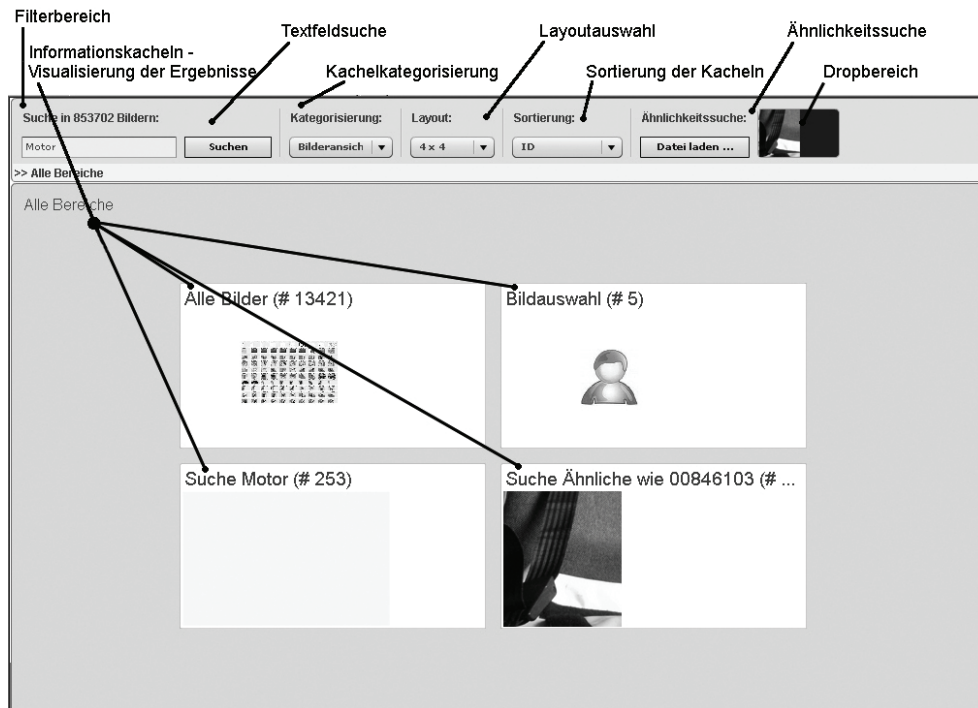 Filterbereich
Textfeldsuche
Layoutauswahl
Ähnlichkeitssuche
Informationskacheln -
Visualisierung der Ergebnisse
Kachelkategorisierung
Sortierung der Kacheln
Dropbereich
Suche in 853702 Bildern:
Kategorisierung:
Layout:
Sortierung:
Ähnlichkeitssuche:
Motor
Suchen
Bilderansich
4 x 4
ID
Datei laden ...
>> Alle Bereiche
Alle Bereiche
Alle Bilder (# 13421)
Bildauswahl (# 5)
Suche Motor (# 253)
Suche Ähnliche wie 00846103 (# ...